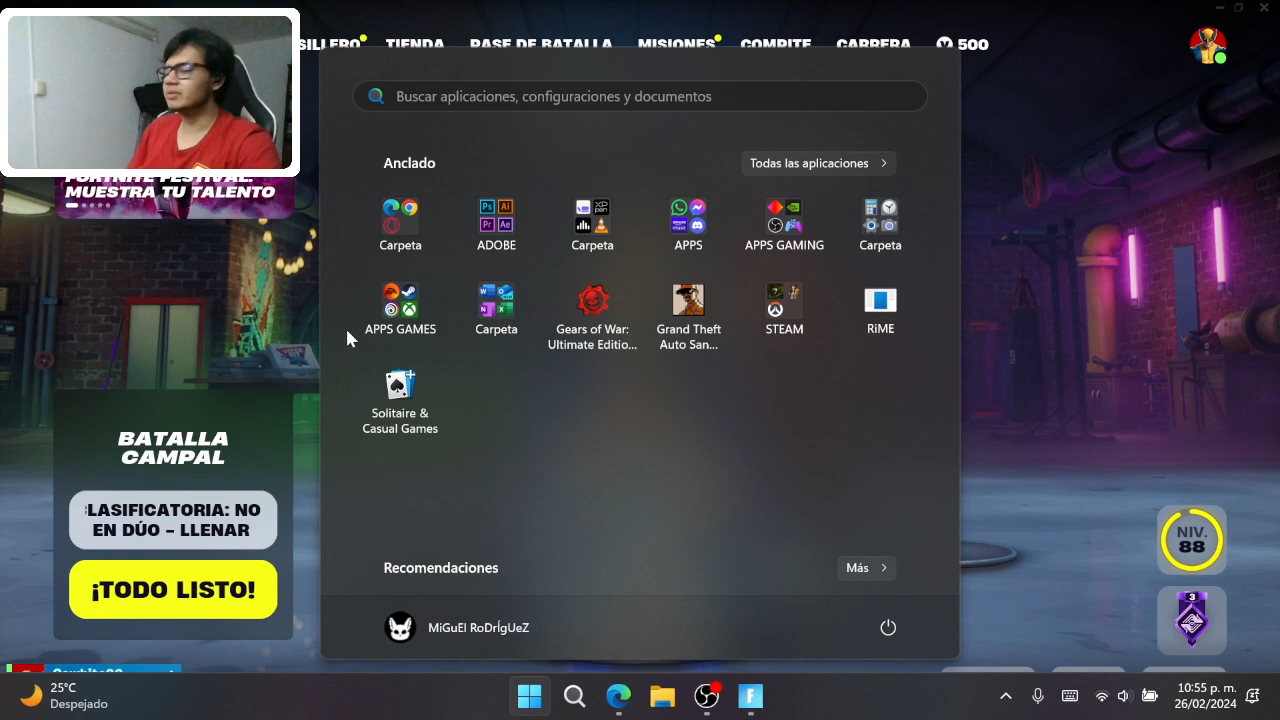 SILLERO
TIENDA
PASE DE BATALLA
MISIONES
COMPITE
CARRERA
500
Buscar aplicaciones, configuraciones y documentos
Anclado
Todas las aplicaciones
FORTNITE FESTIVAL:
MUESTRA TU TALENTO
Carpeta
ADOBE
Carpeta
APPS
APPS GAMING
Carpeta
APPS GAMES
Carpeta
Gears of War:
Ultimate Editio...
Grand Theft
Auto San...
STEAM
RiME
Solitaire &
Casual Games
BATALLA
CAMPAL
CLASIFICATORIA: NO
EN DÚO - LLENAR
¡TODO LISTO!
NIV.
88
3
Recomendaciones
Más
MiGuEl RoDrÍgUeZ
25°C
Despejado
10:55 p. m.
26/02/2024